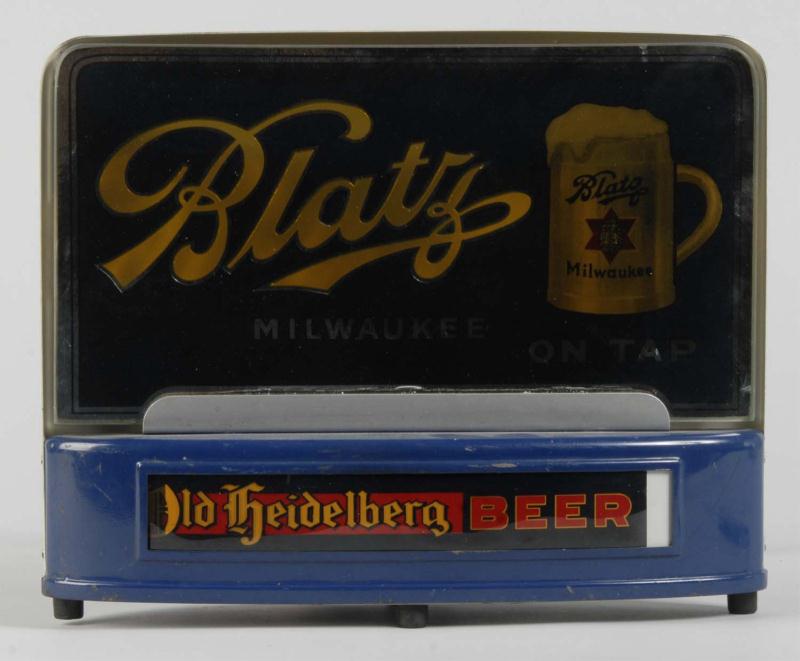 Blatz
MILWAUKEE
Blatz
Milwaukee
ON TAP
Old Heidelberg BEER